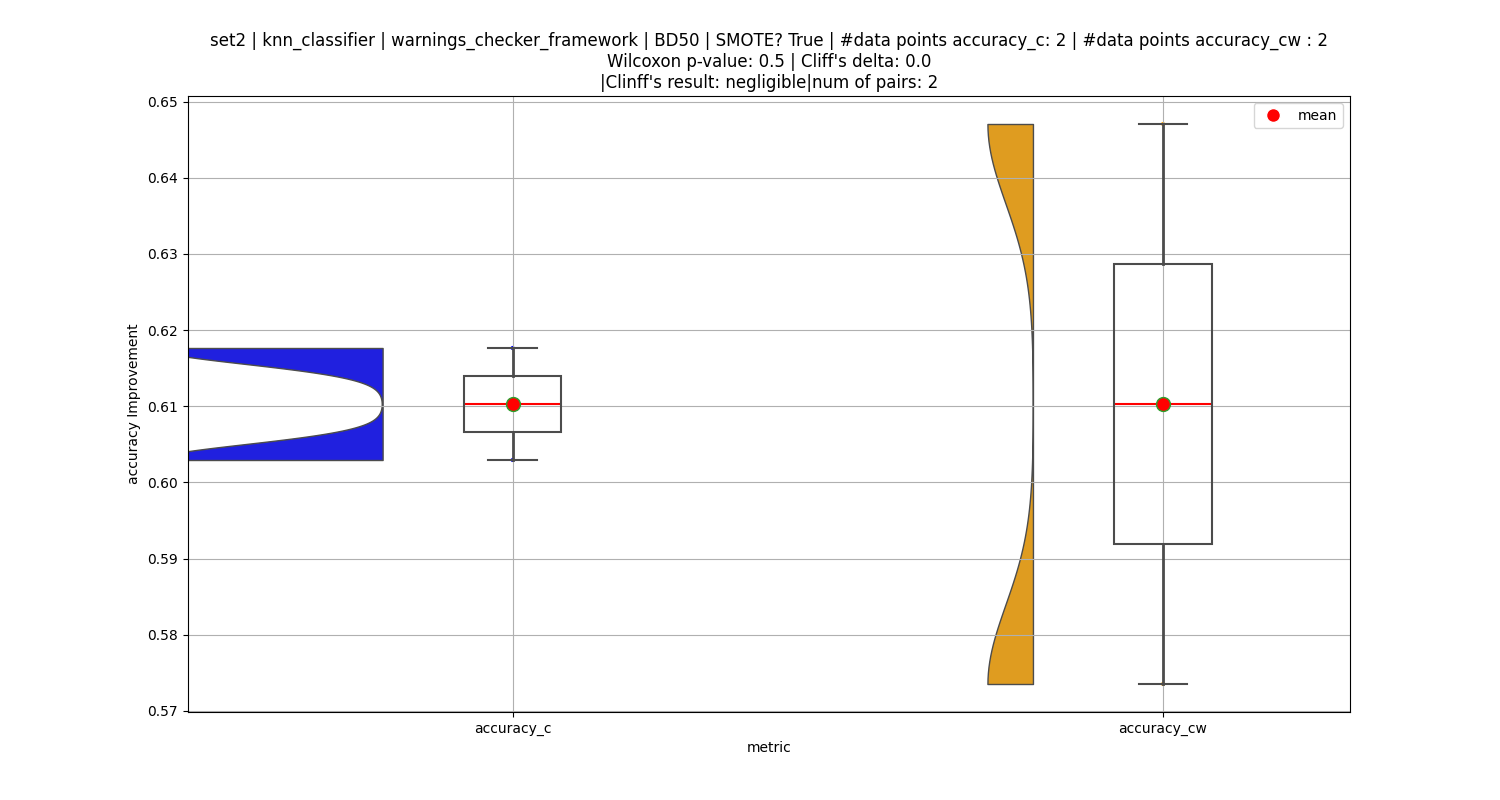 set2 | knn_classifier | warnings_checker_framework | BD50 | SMOTE? True | #data points accuracy_c: 2 | #data points accuracy_cw : 2
Wilcoxon p-value: 0.5 | Cliff's delta: 0.0
|Clinff's result: negligible|num of pairs: 2
mean
0.65
0.64
0.63
0.62
0.61
0.60
0.59
0.58
0.57
accuracy Improvement
accuracy_c
accuracy_cw
metric